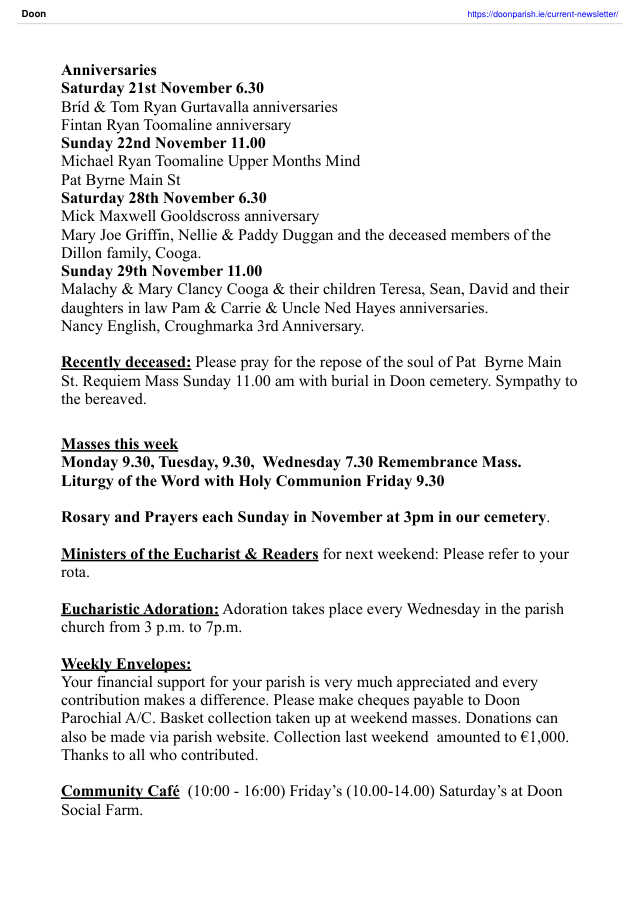 Doon
https://doonparish.ie/current-newsletter/
Anniversaries
Saturday 21st November 6.30
Bríd & Tom Ryan Gurtavalla anniversaries
Fintan Ryan Toomaline anniversary
Sunday 22nd November 11.00
Michael Ryan Toomaline Upper Months Mind
Pat Byrne Main St
Saturday 28th November 6.30
Mick Maxwell Gooldscross anniversary
Mary Joe Griffin, Nellie & Paddy Duggan and the deceased members of the
Dillon family, Cooga.
Sunday 29th November 11.00
Malachy & Mary Clancy Cooga & their children Teresa, Sean, David and their
daughters in law Pam & Carrie & Uncle Ned Hayes anniversaries.
Nancy English, Croughmarka 3rd Anniversary.
Recently deceased: Please pray for the repose of the soul of Pat  Byrne Main
St. Requiem Mass Sunday 11.00 am with burial in Doon cemetery. Sympathy to
the bereaved.
Masses this week
Monday 9.30, Tuesday, 9.30,  Wednesday 7.30 Remembrance Mass.
Liturgy of the Word with Holy Communion Friday 9.30
Rosary and Prayers each Sunday in November at 3pm in our cemetery.
Ministers of the Eucharist & Readers for next weekend: Please refer to your
rota.
Eucharistic Adoration: Adoration takes place every Wednesday in the parish
church from 3 p.m. to 7p.m.
Weekly Envelopes:
Your financial support for your parish is very much appreciated and every
contribution makes a difference. Please make cheques payable to Doon
Parochial A/C. Basket collection taken up at weekend masses. Donations can
also be made via parish website. Collection last weekend  amounted to €1,000.
Thanks to all who contributed.
Community Café  (10:00 - 16:00) Friday’s (10.00-14.00) Saturday’s at Doon
Social Farm.